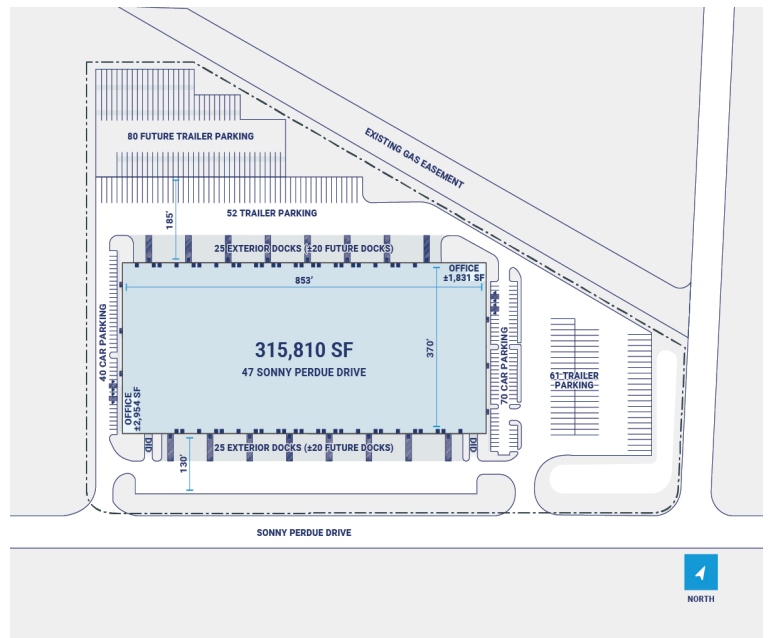 80 FUTURE TRAILER PARKING
EXISTING GAS EASEMENT
52 TRAILER PARKING
185’
25 EXTERIOR DOCKS (±20 FUTURE DOCKS)
OFFICE
±1,831 SF
853’
40 CAR PARKING
315,810 SF
47 SONNY PERDUE DRIVE
370’
70 CAR PARKING
61 TRAILER
PARKING
OFFICE
±2,954 SF
DID
25 EXTERIOR DOCKS (±20 FUTURE DOCKS)
DID
130’
SONNY PERDUE DRIVE
NORTH